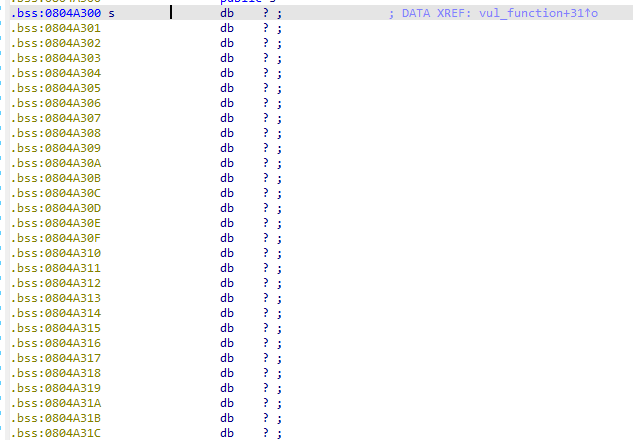 .bss:0804A300 s db ? ; ; DATA XREF: vul_function+31↑o
.bss:0804A301 db ? ;
.bss:0804A302 db ? ;
.bss:0804A303 db ? ;
.bss:0804A304 db ? ;
.bss:0804A305 db ? ;
.bss:0804A306 db ? ;
.bss:0804A307 db ? ;
.bss:0804A308 db ? ;
.bss:0804A309 db ? ;
.bss:0804A30A db ? ;
.bss:0804A30B db ? ;
.bss:0804A30C db ? ;
.bss:0804A30D db ? ;
.bss:0804A30E db ? ;
.bss:0804A30F db ? ;
.bss:0804A310 db ? ;
.bss:0804A311 db ? ;
.bss:0804A312 db ? ;
.bss:0804A313 db ? ;
.bss:0804A314 db ? ;
.bss:0804A315 db ? ;
.bss:0804A316 db ? ;
.bss:0804A317 db ? ;
.bss:0804A318 db ? ;
.bss:0804A319 db ? ;
.bss:0804A31A db ? ;
.bss:0804A31B db ? ;
.bss:0804A31C db ? ;